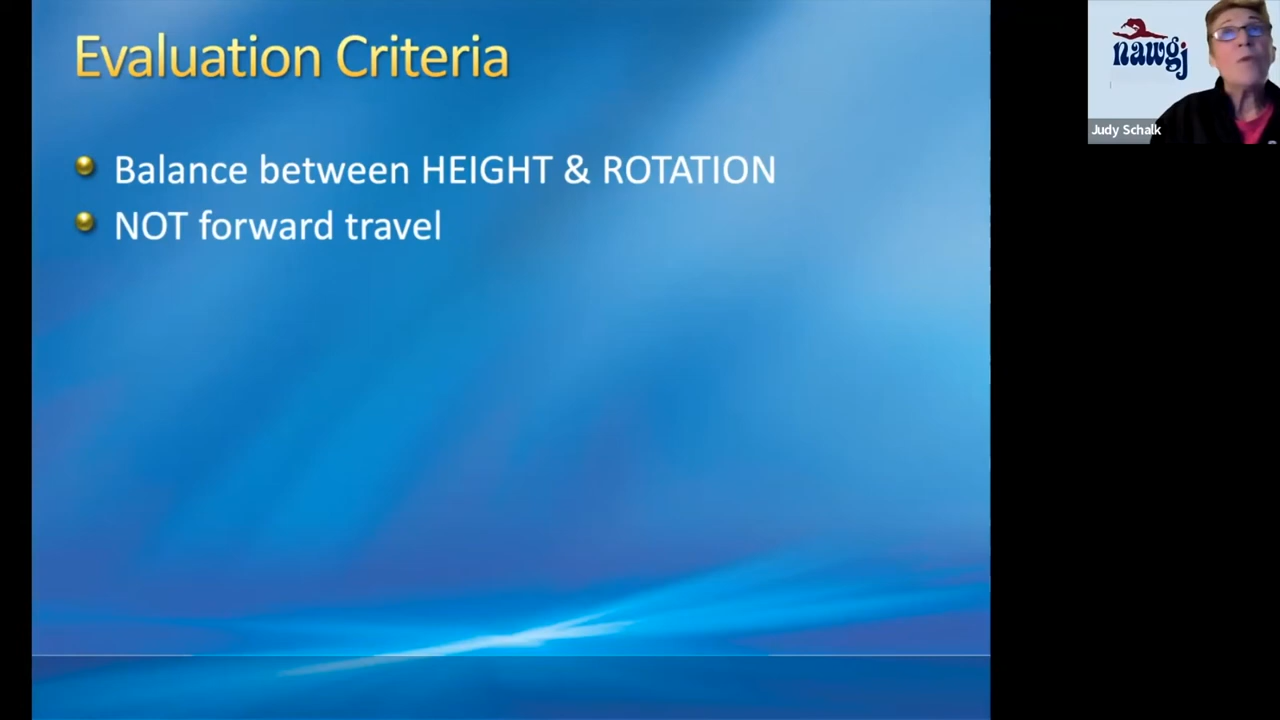 Evaluation Criteria
Balance between HEIGHT & ROTATION
NOT forward travel
nawgj
Judy Schalk